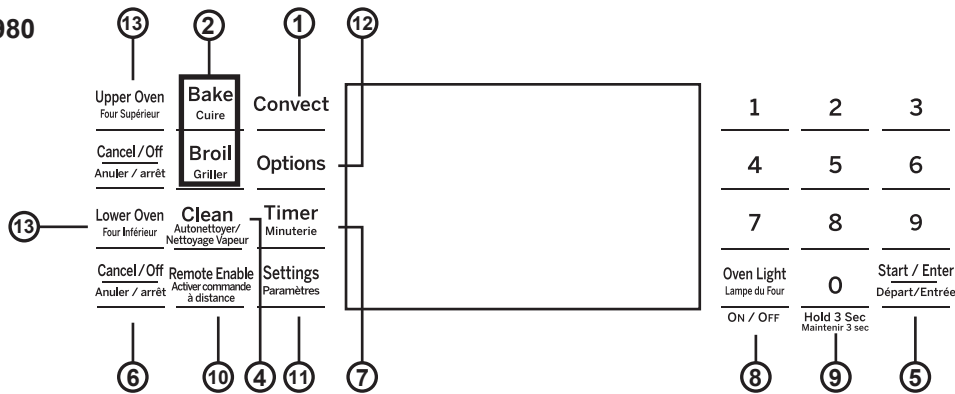 980
13
2
1
12
Upper Oven
Four Supérieur
Bake
Cuire
Convect
1
2
3
Cancel / Off
Anuler / arrêt
Broil
Griller
Options
4
5
6
13
Lower Oven
Four Inférieur
Clean
Autonettoyer/
Nettoyage Vapeur
Timer
Minuterie
7
8
9
Cancel / Off
Anuler / arrêt
Remote Enable
Activer commande
à distance
Settings
Paramètres
Oven Light
Lampe du Four
0
Start / Enter
Départ/Entrée
ON / OFF
Hold 3 Sec
Maintenir 3 sec
6
10
4
11
7
8
9
5